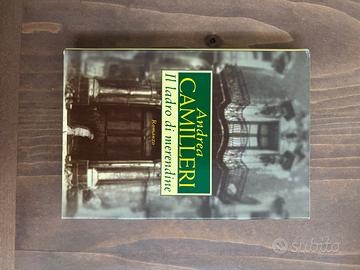 Andrea
CAMILLERI
Il ladro di merendine
Romanzo
subito